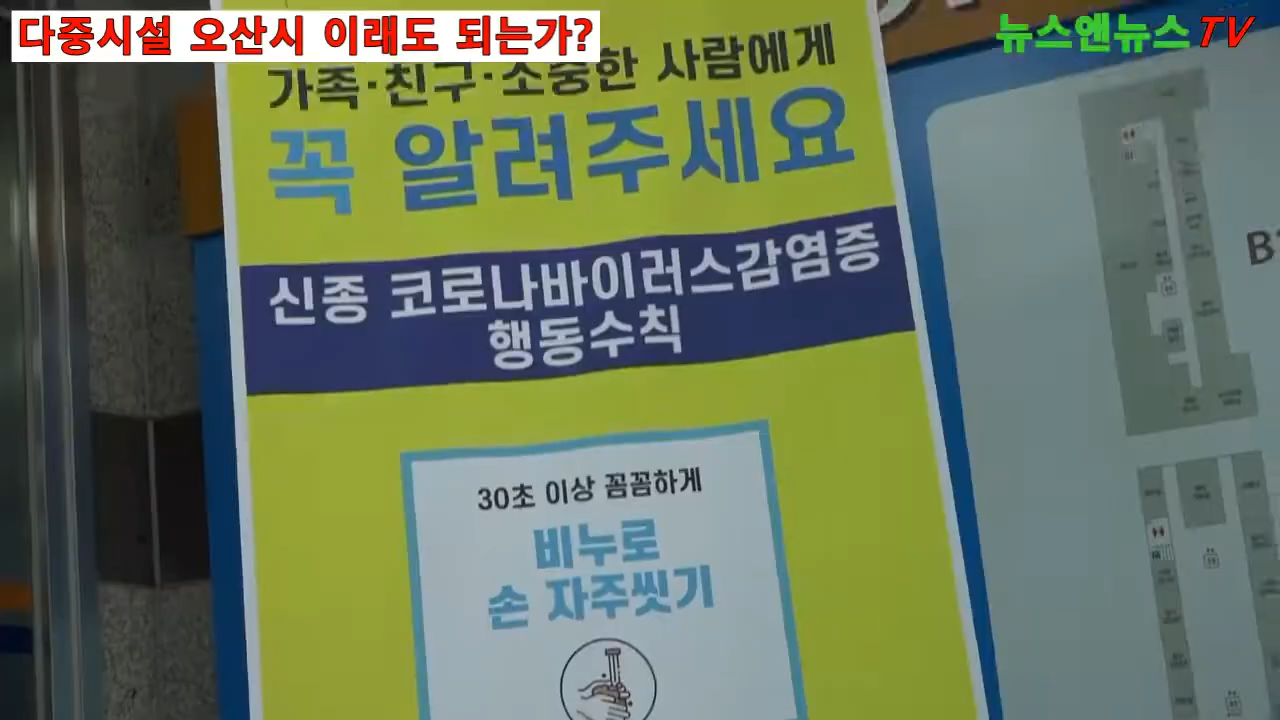 다중시설 오산시 이래도 되는가?
뉴스앤뉴스TV
가족·친구·소중한 사람에게
꼭 알려주세요
신종 코로나바이러스감염증
행동수칙
30초 이상 꼼꼼하게
비누로
손 자주씻기